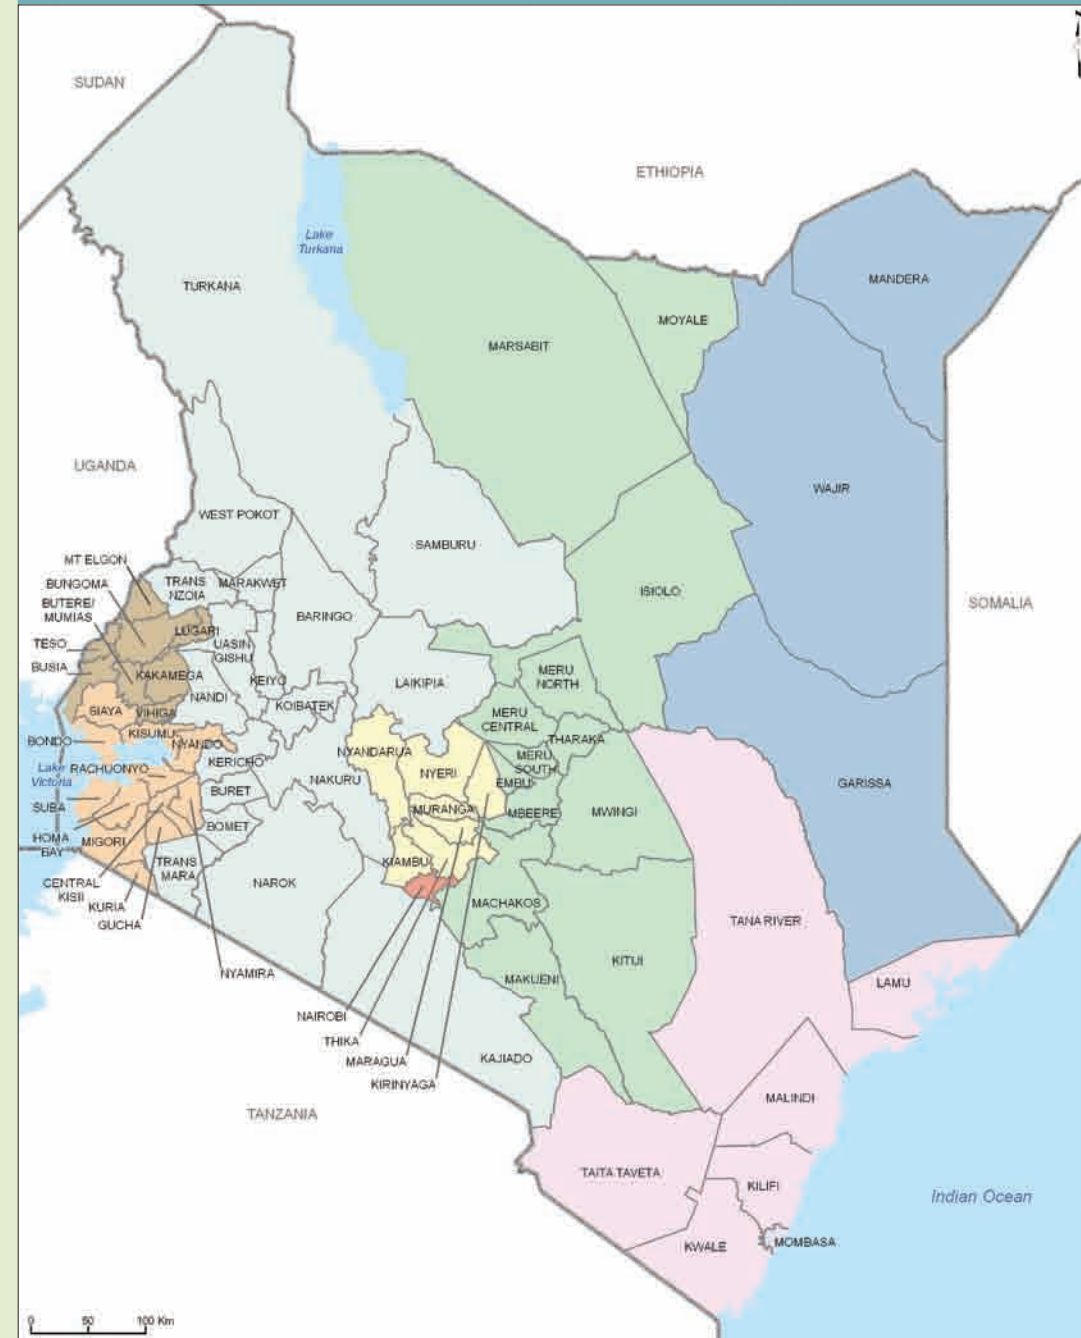 SUDAN
ETHIOPIA
Lake
Turkana
MANDERA
TURKANA
MOYALE
MARSABIT
UGANDA
WAJIR
WEST POKOT
SAMBURU
MT ELGON
TRANS
NZOIA
MARAKWET
BUNGOMA
ISIOLO
BUTERE/
MUMIAS
SOMALIA
BARINGO
LUGARI
TESO
UASIN
GISHU
BUSIA
KAKAMEGA
KEIYO
LAIKIPIA
MERU
NORTH
NANDI
KOIBATEK
SIAYA
VIHIGA
MERU
CENTRAL
KISUMU
BONDO
NYANDO
THARAKA
NYANDARUA
KERICHO
MERU
SOUTH
Lake
Victoria
RACHUONYO
NYERI
NAKURU
EMBU
GARISSA
BURET
SUBA
MURANGA
MBEERE
MWINGI
BOMET
HOMA
BAY
MIGORI
KIAMBU
TRANS
MARA
CENTRAL
KISII
NAROK
MACHAKOS
KURIA
GUCHA
TANA RIVER
KITUI
NYAMIRA
MAKUENI
LAMU
NAIROBI
THIKA
MARAGUA
KAJIADO
KIRINYAGA
MALINDI
TANZANIA
TAITA TAVETA
KILIFI
Indian Ocean
MOMBASA
KWALE
0 50 100 Km